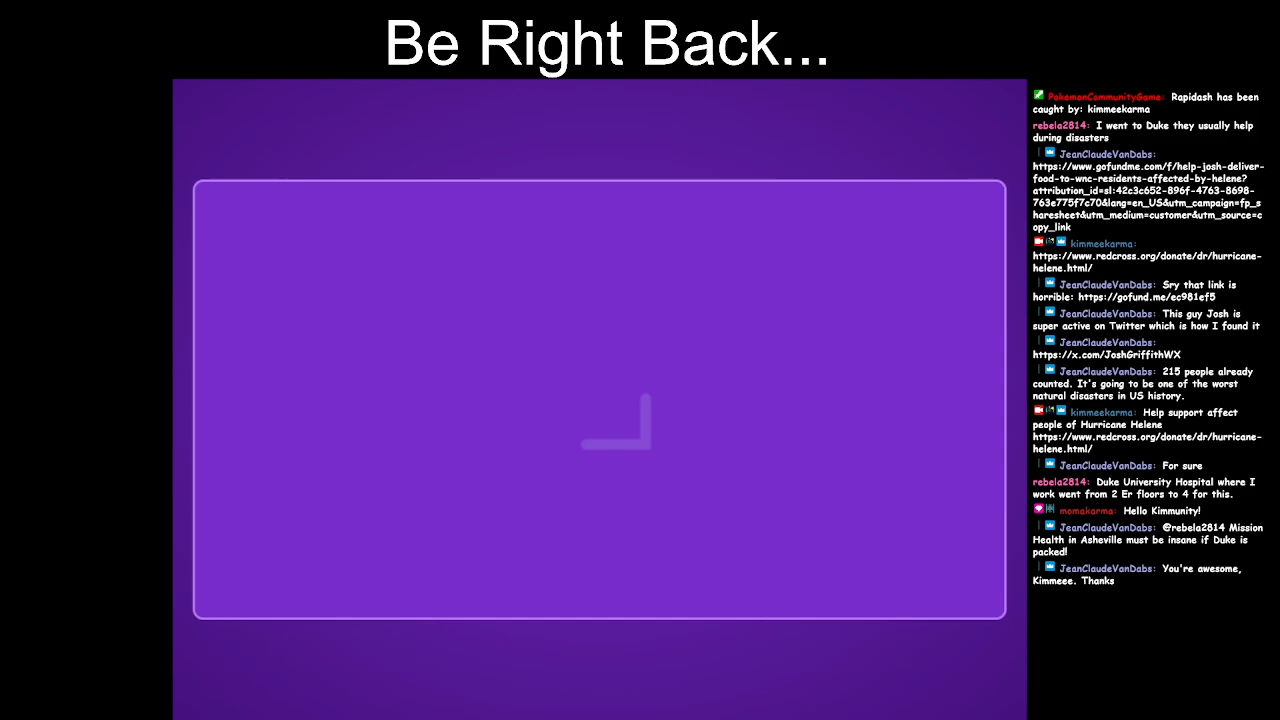 Be Right Back...
PokemonCommunityGame: Rapidash has been
caught by: kimmeekarma
rebela2814: I went to Duke they usually help
during disasters
JeanClaudeVanDabs:
https://www.gofundme.com/f/help-josh-deliver-
food-to-wnc-residents-affected-by-helene?
attribution_id=sl:42c3c652-896f-4763-8698-
763e775f7c70&lang=en_US&utm_campaign=fp_s
haresheet&utm_medium=customer&utm_source=c
opy_link
kimmeekarma:
https://www.redcross.org/donate/dr/hurricane-
helene.html/
JeanClaudeVanDabs: Sry that link is
horrible: https://gofund.me/ec981ef5
JeanClaudeVanDabs: This guy Josh is
super active on Twitter which is how I found it
JeanClaudeVanDabs:
https://x.com/JoshGriffithWX
JeanClaudeVanDabs: 215 people already
counted. It's going to be one of the worst
natural disasters in US history.
kimmeekarma: Help support affect
people of Hurricane Helene
https://www.redcross.org/donate/dr/hurricane-
helene.html/
JeanClaudeVanDabs: For sure
rebela2814: Duke University Hospital where I
work went from 2 Er floors to 4 for this.
momakarma: Hello Kimmunity!
JeanClaudeVanDabs: @rebela2814 Mission
Health in Asheville must be insane if Duke is
packed!
JeanClaudeVanDabs: You're awesome,
Kimmeee. Thanks